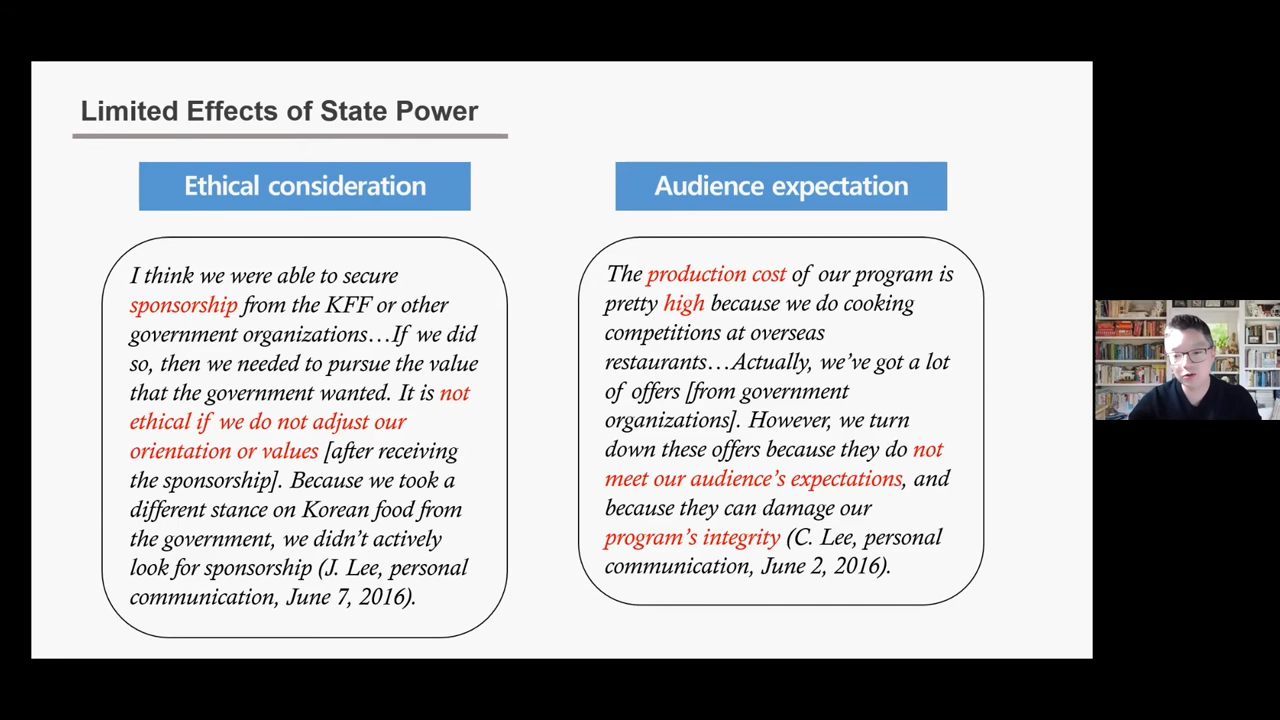 Limited Effects of State Power
Ethical consideration
I think we were able to secure
sponsorship from the KFF or other
government organizations…If we did
so, then we needed to pursue the value
that the government wanted. It is not
ethical if we do not adjust our
orientation or values [after receiving
the sponsorship]. Because we took a
different stance on Korean food from
the government, we didn't actively
look for sponsorship (J. Lee, personal
communication, June 7, 2016).
Audience expectation
The production cost of our program is
pretty high because we do cooking
competitions at overseas
restaurants…Actually, we've got a lot
of offers [from government
organizations]. However, we turn
down these offers because they do not
meet our audience's expectations, and
because they can damage our
program's integrity (C. Lee, personal
communication, June 2, 2016).